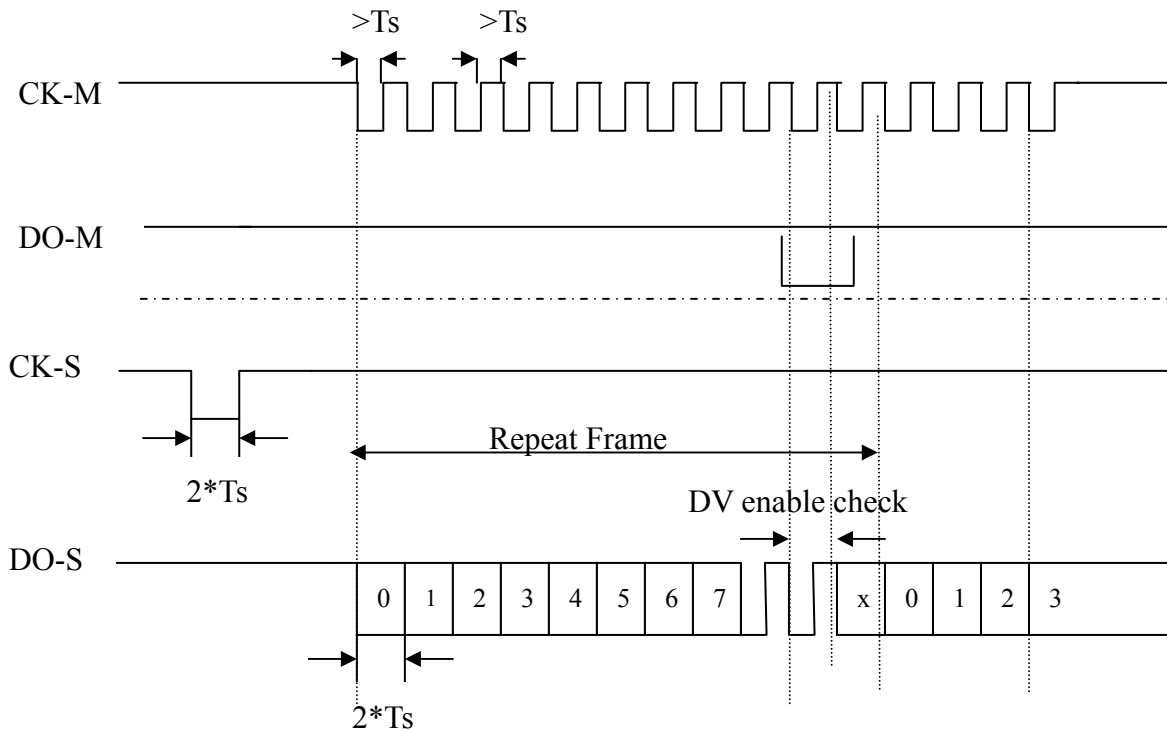 >Ts >Ts
CK-M
DO-M
CK-S
Repeat Frame
2*Ts
DV enable check
DO-S
0 1 2 3 4 5 6 7 x 0 1 2 3
2*Ts